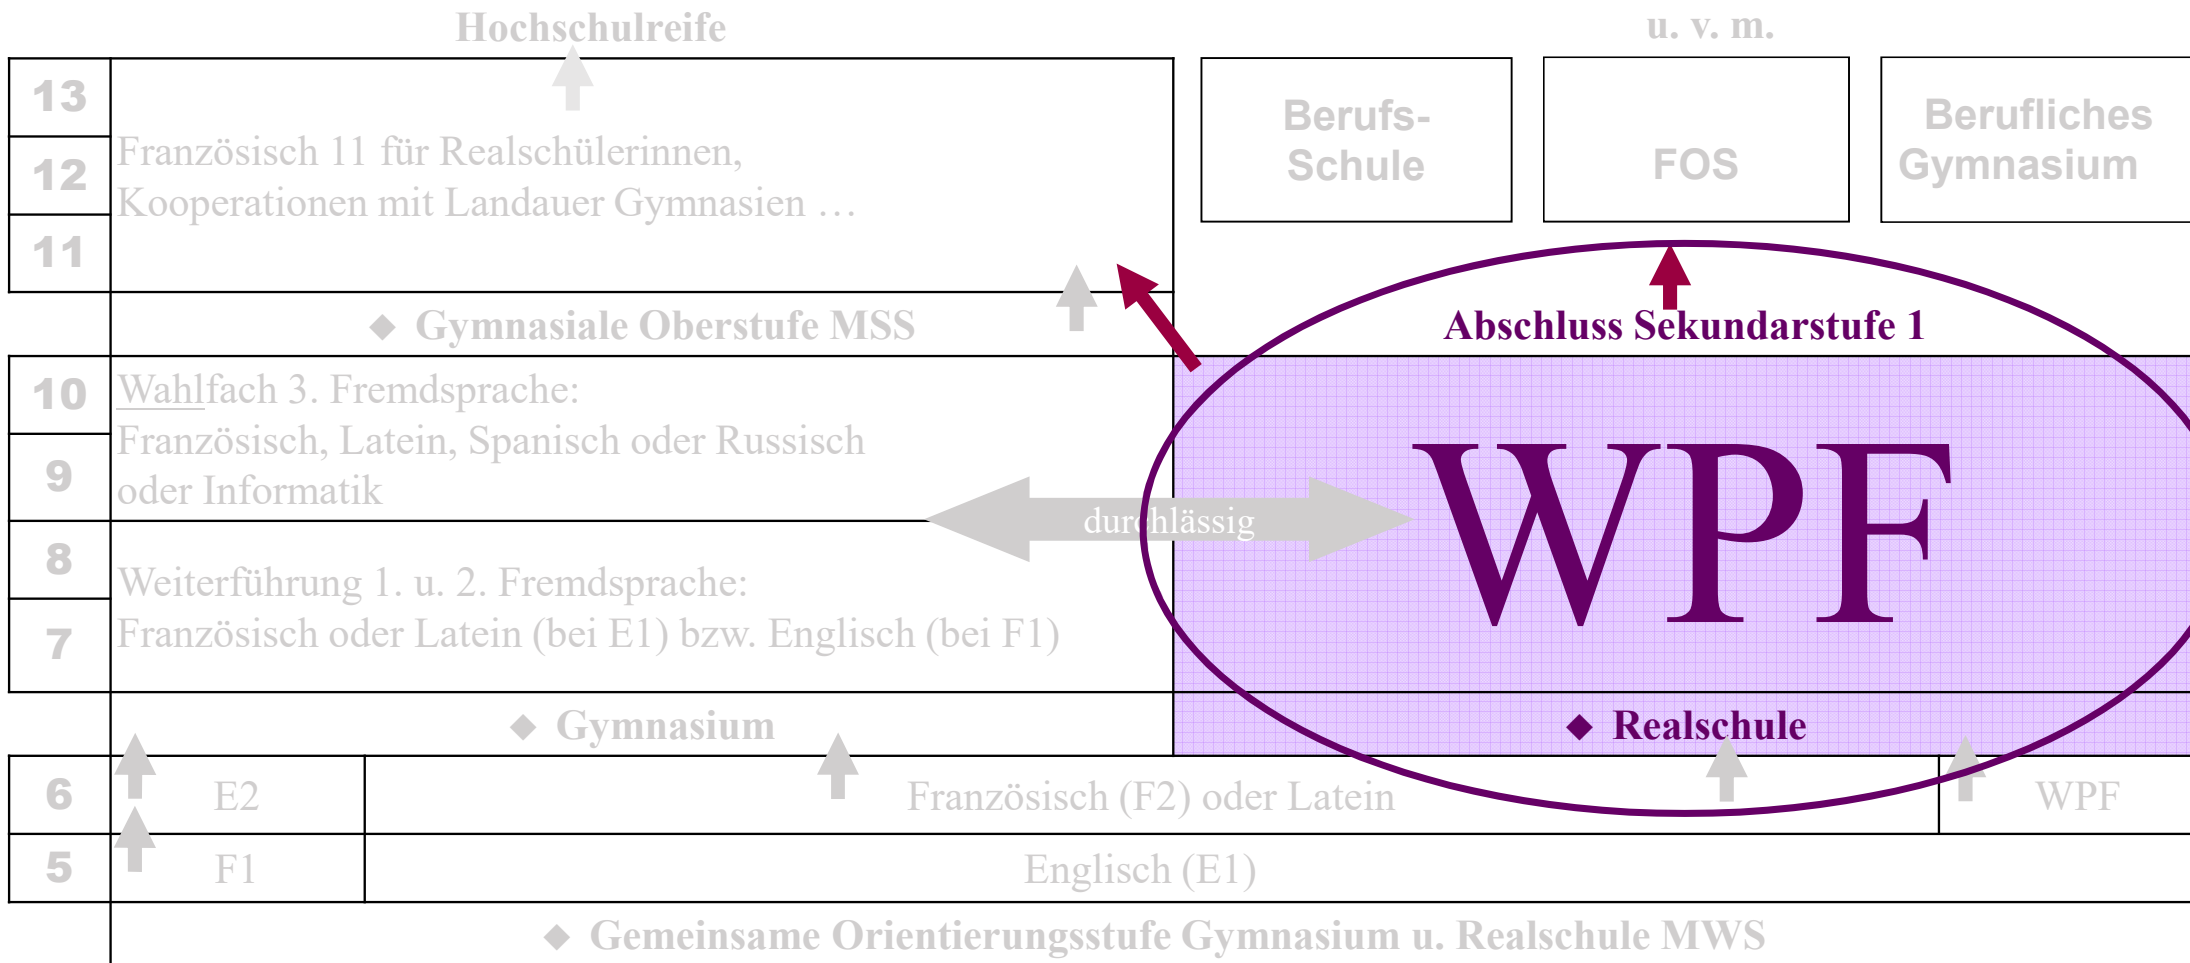 Hochschulreife
u. v. m.
13
12
11
Französisch 11 für Realschülerinnen,
Kooperationen mit Landauer Gymnasien …
Berufs-
Schule
FOS
Berufliches
Gymnasium
◆ Gymnasiale Oberstufe MSS
Abschluss Sekundarstufe 1
10
9
Wahlfach 3. Fremdsprache:
Französisch, Latein, Spanisch oder Russisch
oder Informatik
durchlässig
WPF
8
7
Weiterführung 1. u. 2. Fremdsprache:
Französisch oder Latein (bei E1) bzw. Englisch (bei F1)
◆ Gymnasium
◆ Realschule
6
E2
Französisch (F2) oder Latein
WPF
5
F1
Englisch (E1)
◆ Gemeinsame Orientierungsstufe Gymnasium u. Realschule MWS